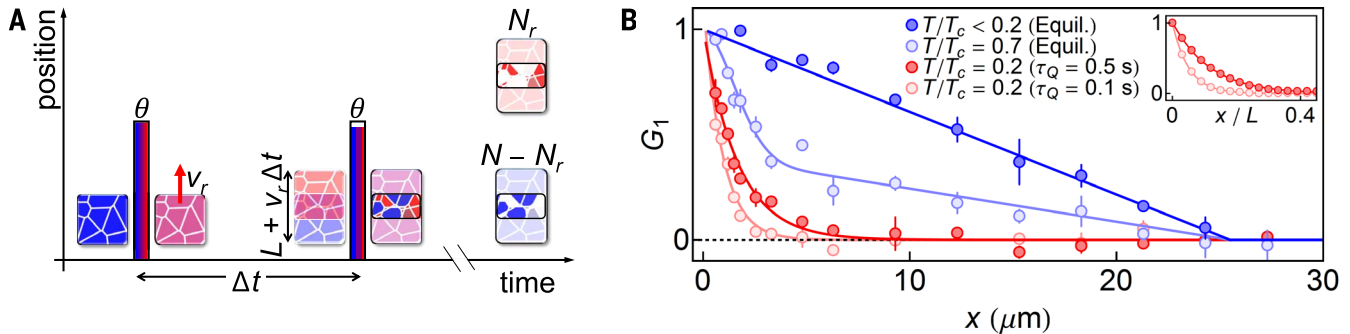 A
position
θ
v_r
L + v_rΔt
θ
N_r
N − N_r
Δt
time
B
G_1
1
0
T/T_c < 0.2 (Equil.)
T/T_c = 0.7 (Equil.)
T/T_c = 0.2 (τ_Q = 0.5 s)
T/T_c = 0.2 (τ_Q = 0.1 s)
1
0
0
x / L
0.4
0
10
20
30
x (μm)